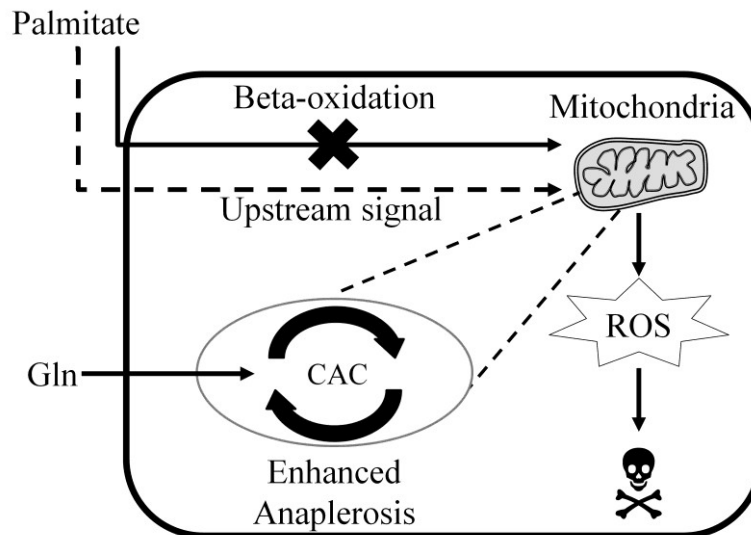 Palmitate
Beta-oxidation
Mitochondria
Upstream signal
ROS
Gln
CAC
Enhanced
Anaplerosis